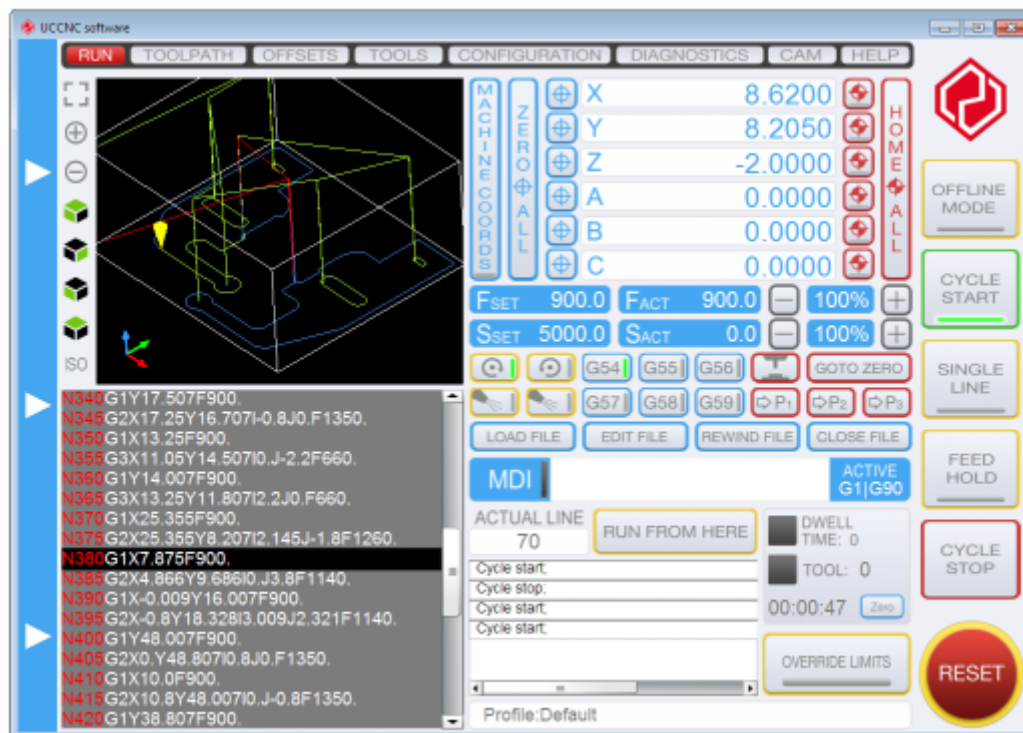 UCCNC software
RUN TOOLPATH OFFSETS TOOLS CONFIGURATION DIAGNOSTICS CAM HELP
MACHINE COORDS
ZERO ALL
X 8.6200
Y 8.2050
Z -2.0000
A 0.0000
B 0.0000
C 0.0000
HOME ALL
ISO
FSET 900.0 FACT 900.0 100%
SSET 5000.0 SACT 0.0 100%
G54 G55 G56 GOTO ZERO
G57 G58 G59 P1 P2 P3
LOAD FILE EDIT FILE REWIND FILE CLOSE FILE
MDI ACTIVE
G1|G90
N340G1Y17.507F900.
N345G2X17.25Y16.707I-0.8J0.F1350.
N350G1X13.25F900.
N355G3X11.05Y14.507I0.J-2.2F660.
N360G1Y14.007F900.
N365G3X13.25Y11.807I2.2J0.F660.
N370G1X25.355F900.
N375G2X25.355Y8.207I2.145J-1.8F1260.
N380G1X7.875F900.
N385G2X4.866Y9.686I0.J3.8F1140.
N390G1X-0.009Y16.007F900.
N395G2X-0.8Y18.328I3.009J2.321F1140.
N400G1Y48.007F900.
N405G2X0.Y48.807I0.8J0.F1350.
N410G1X10.0F900.
N415G2X10.8Y48.007I0.J-0.8F1350.
N420G1Y38.807F900.
ACTUAL LINE
70
RUN FROM HERE
DWELL
TIME: 0
TOOL: 0
00:00:47 Zero
Cycle start;
Cycle stop;
Cycle start;
Cycle start;
OVERRIDE LIMITS
Profile:Default
OFFLINE
MODE
CYCLE
START
SINGLE
LINE
FEED
HOLD
CYCLE
STOP
RESET